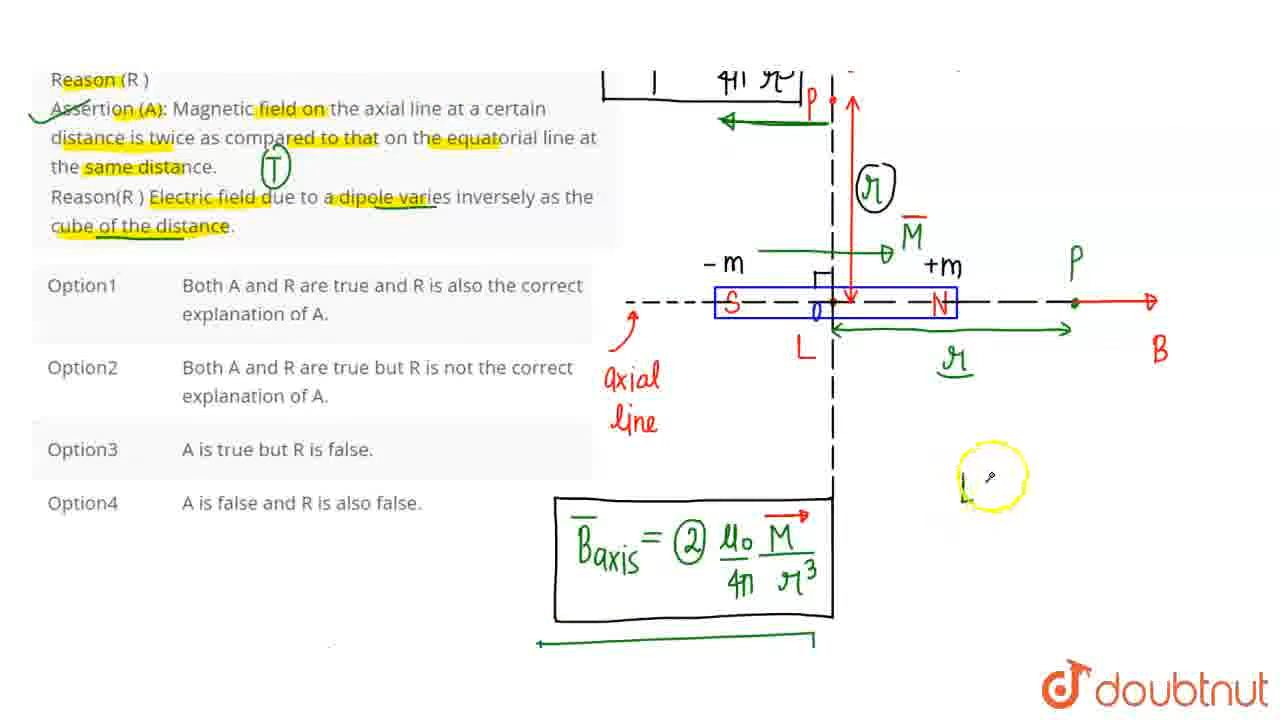 Reason (R )
Assertion (A): Magnetic field on the axial line at a certain
distance is twice as compared to that on the equatorial line at
the same distance.
T
Reason(R ) Electric field due to a dipole varies inversely as the
cube of the distance.
Option1 Both A and R are true and R is also the correct
explanation of A.
Option2 Both A and R are true but R is not the correct
explanation of A.
Option3 A is true but R is false.
Option4 A is false and R is also false.
4π r
P
r
M
-m +m P
S O N
L r B
axial
line
B axis = 2 μ0 M
4π r³
L
doubtnut